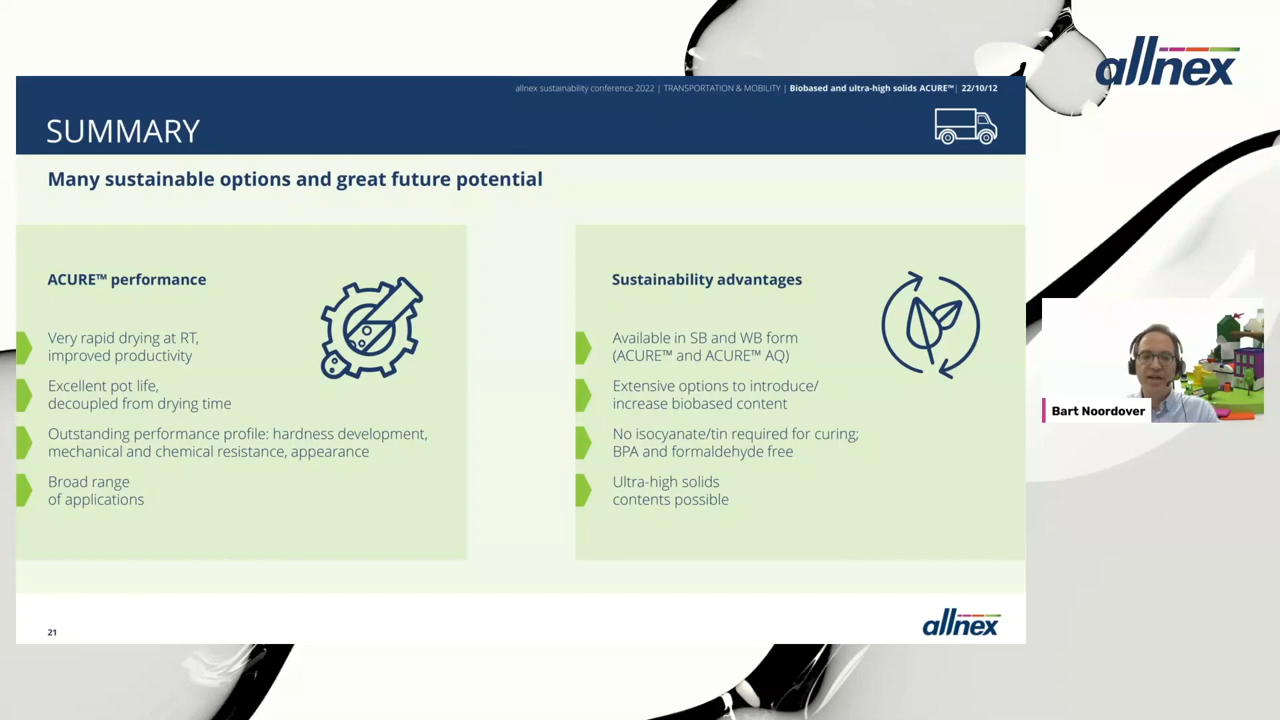 allnex
allnex sustainability conference 2022 | TRANSPORTATION & MOBILITY | Biobased and ultra-high solids ACURE™| 22/10/12
SUMMARY
Many sustainable options and great future potential
ACURE™ performance
Very rapid drying at RT,
improved productivity
Excellent pot life,
decoupled from drying time
Outstanding performance profile: hardness development,
mechanical and chemical resistance, appearance
Broad range
of applications
Sustainability advantages
Available in SB and WB form
(ACURE™ and ACURE™ AQ)
Extensive options to introduce/
increase biobased content
No isocyanate/tin required for curing;
BPA and formaldehyde free
Ultra-high solids
contents possible
Bart Noordover
21
allnex